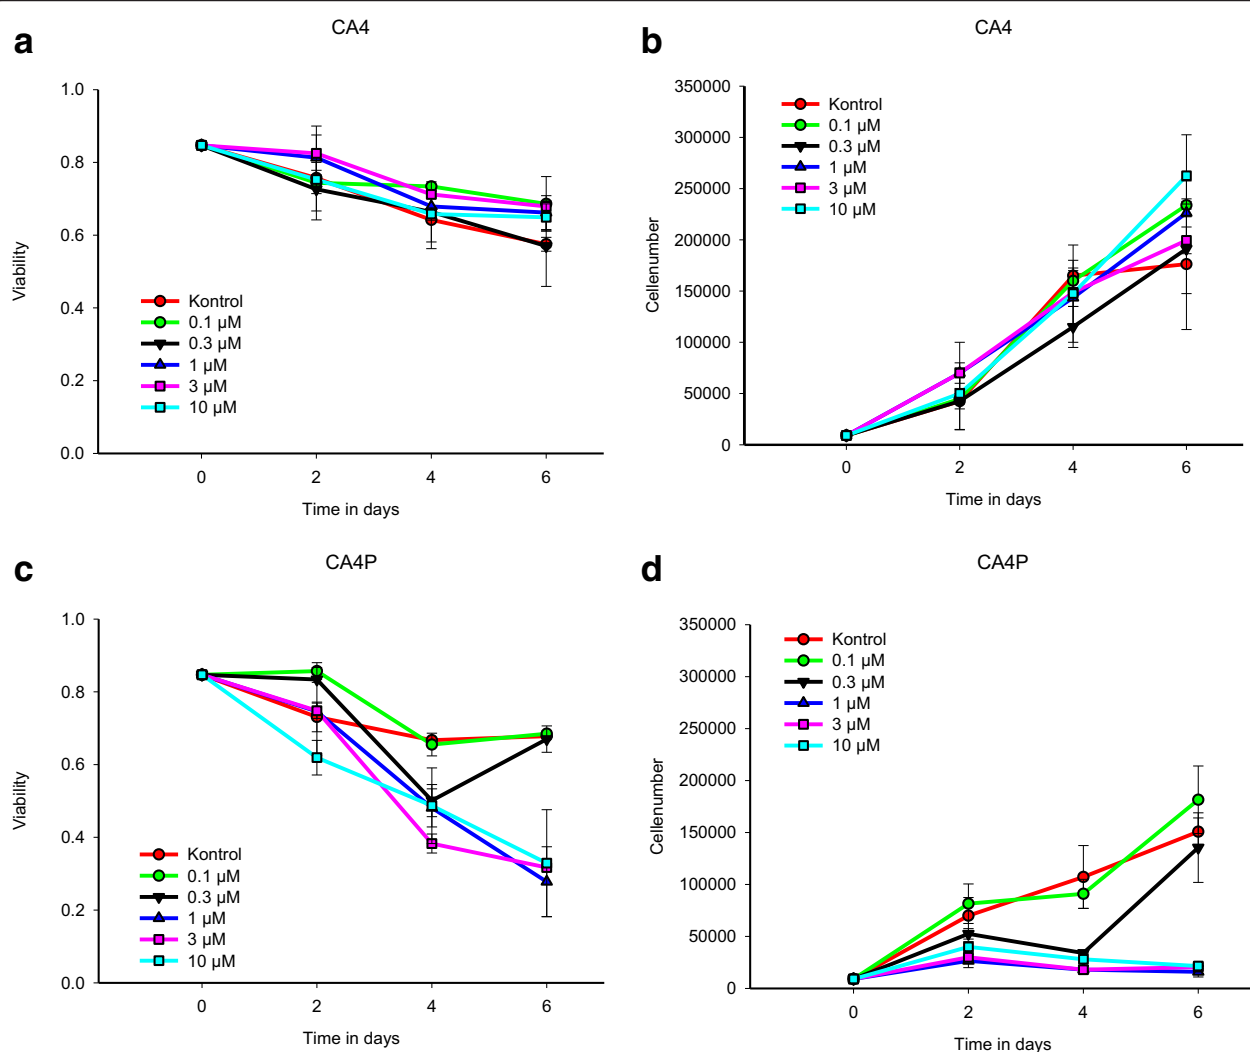 a
CA4
1.0
0.8
0.6
0.4
0.2
0.0
Viability
Kontrol
0.1 µM
0.3 µM
1 µM
3 µM
10 µM
0
2
4
6
Time in days
b
CA4
350000
300000
250000
200000
150000
100000
50000
0
Cellenumber
Kontrol
0.1 µM
0.3 µM
1 µM
3 µM
10 µM
0
2
4
6
Time in days
c
CA4P
1.0
0.8
0.6
0.4
0.2
0.0
Viability
Kontrol
0.1 µM
0.3 µM
1 µM
3 µM
10 µM
0
2
4
6
Time in days
d
CA4P
350000
300000
250000
200000
150000
100000
50000
0
Cellenumber
Kontrol
0.1 µM
0.3 µM
1 µM
3 µM
10 µM
0
2
4
6
Time in days